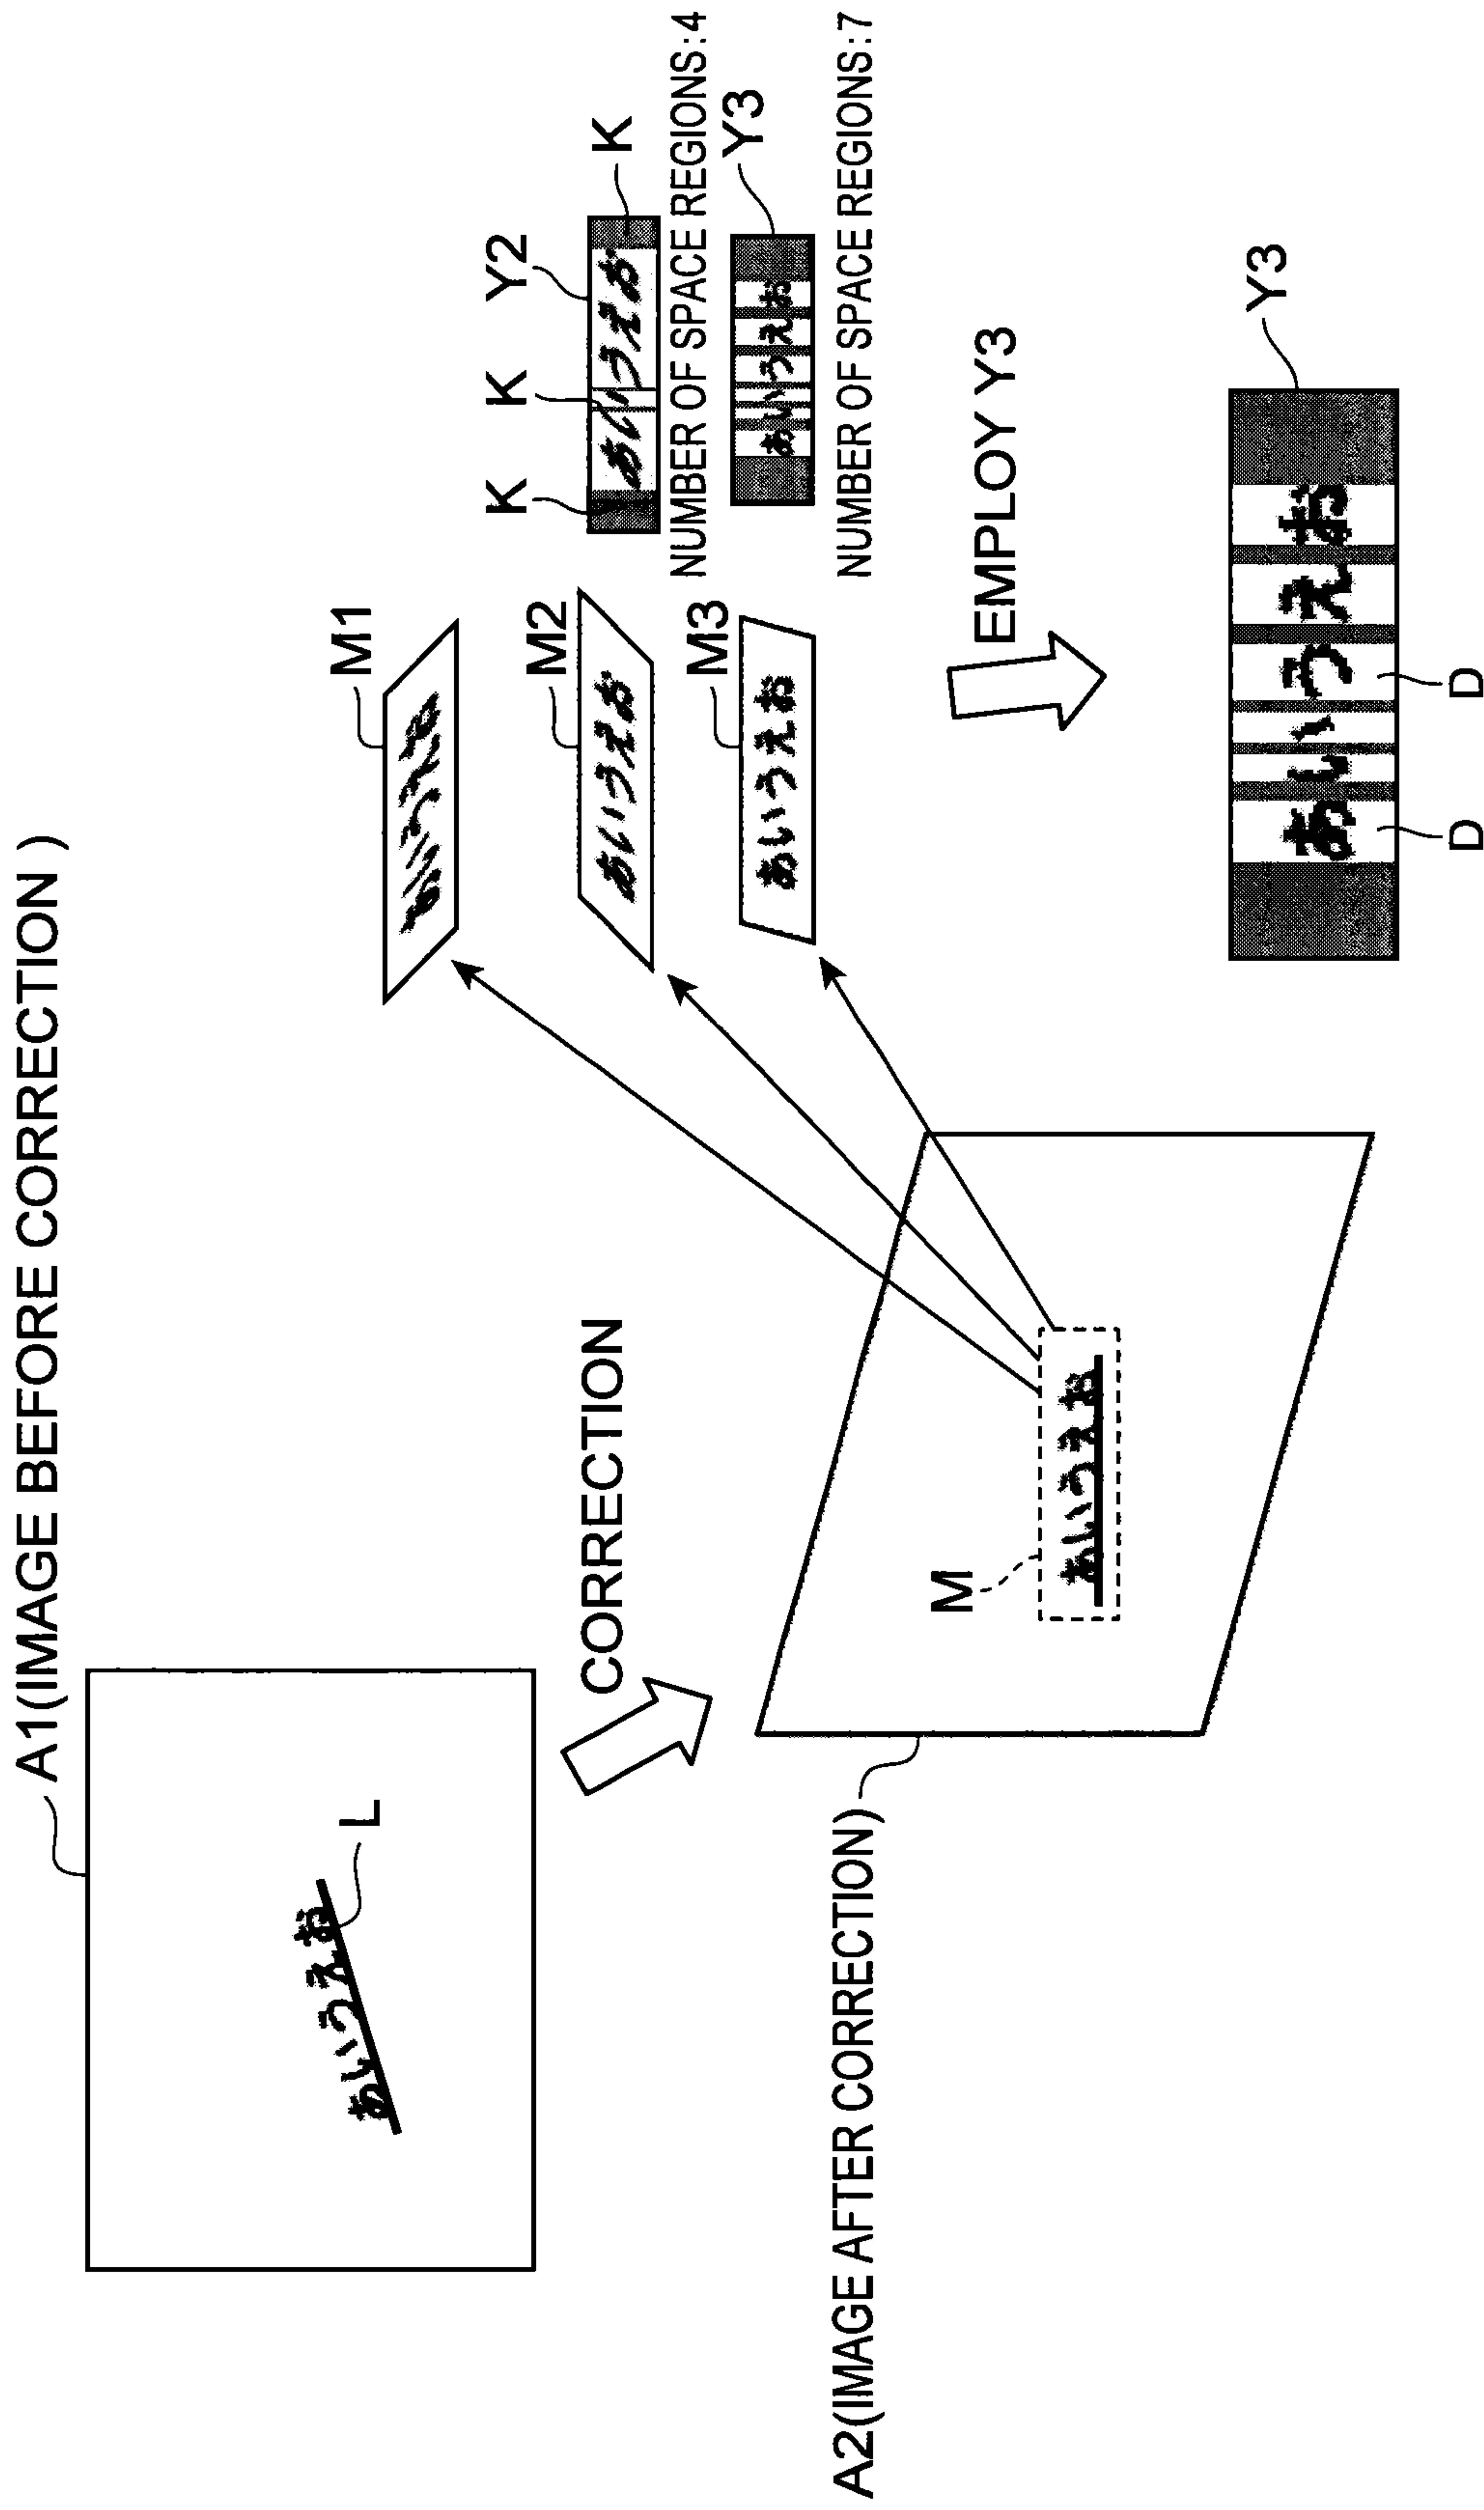 A1(IMAGE BEFORE CORRECTION)
L
あいうえお
CORRECTION
A2(IMAGE AFTER CORRECTION)
M
あいうえお
M1
あいうえお
M2
あいうえお
M3
あいうえお
K
K
Y2
K
あいうえお
NUMBER OF SPACE REGIONS:4
Y3
あいうえお
NUMBER OF SPACE REGIONS:7
EMPLOY Y3
Y3
あいうえお
D
D